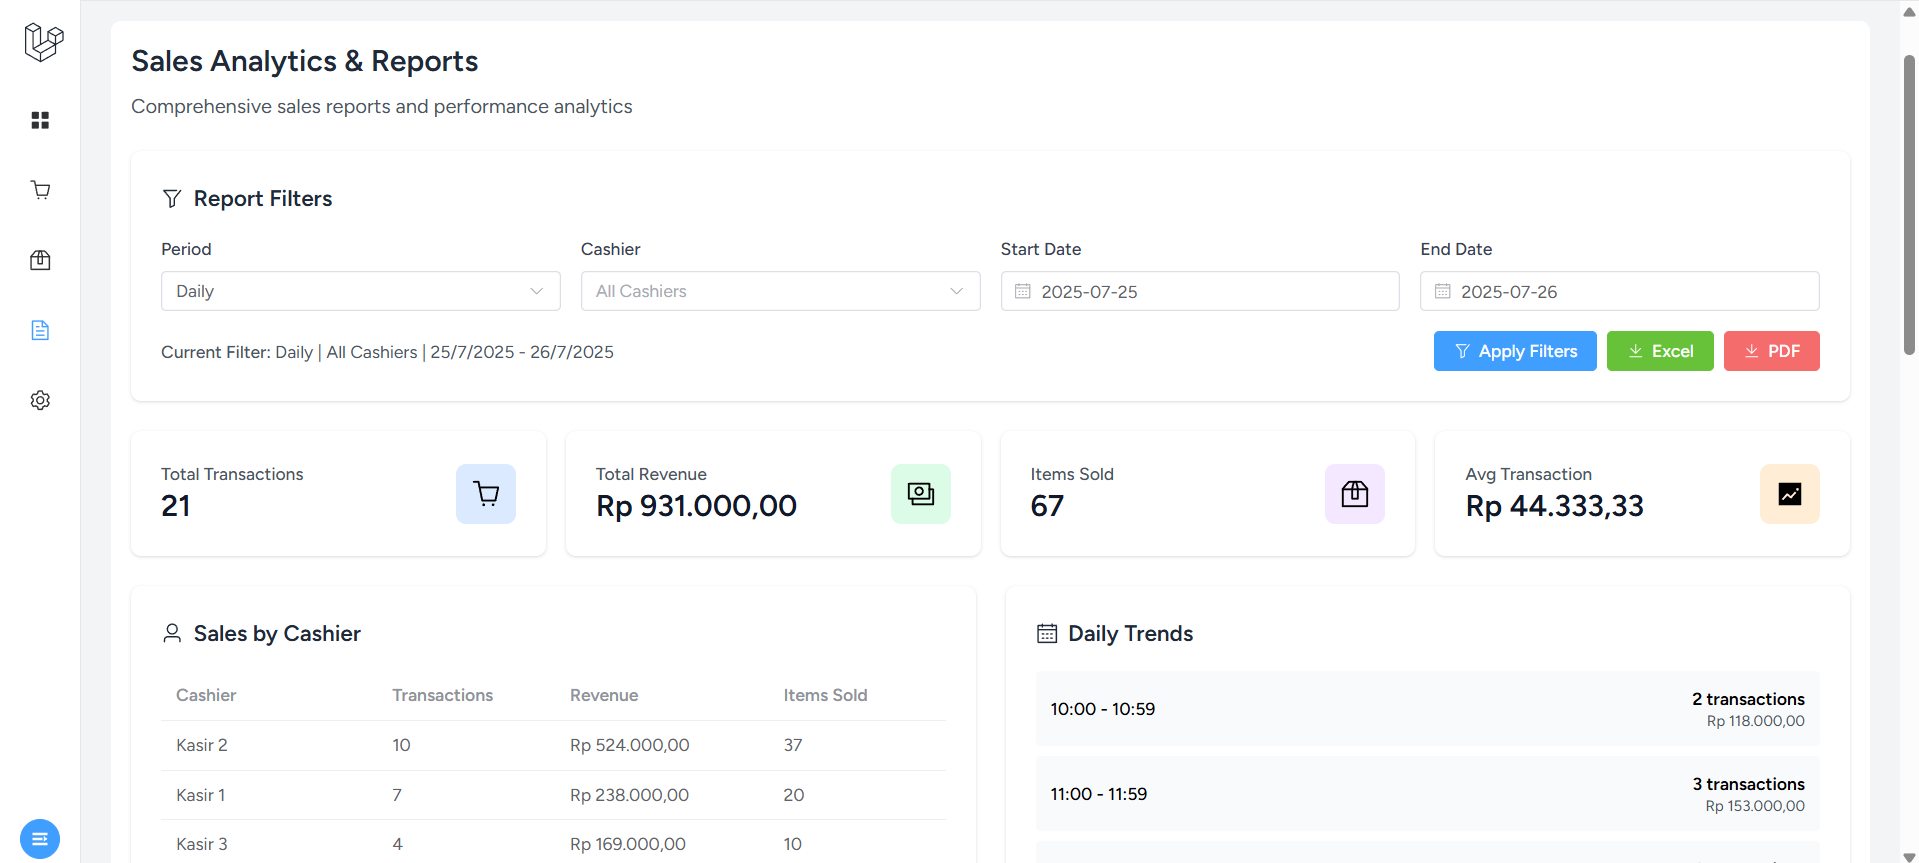 Sales Analytics & Reports
Comprehensive sales reports and performance analytics
Report Filters
Period
Cashier
Start Date
End Date
Daily
All Cashiers
2025-07-25
2025-07-26
Current Filter: Daily | All Cashiers | 25/7/2025 - 26/7/2025
Apply Filters
Excel
PDF
Total Transactions
21
Total Revenue
Rp 931.000,00
Items Sold
67
Avg Transaction
Rp 44.333,33
Sales by Cashier
Cashier Transactions Revenue Items Sold
Kasir 2 10 Rp 524.000,00 37
Kasir 1 7 Rp 238.000,00 20
Kasir 3 4 Rp 169.000,00 10
Daily Trends
10:00 - 10:59
2 transactions
Rp 118.000,00
11:00 - 11:59
3 transactions
Rp 153.000,00